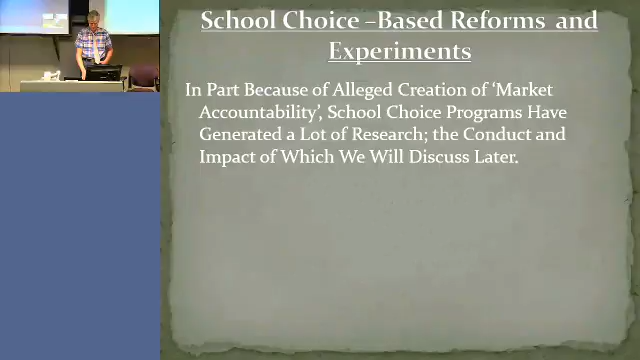 School Choice –Based Reforms and
Experiments
In Part Because of Alleged Creation of ‘Market
Accountability’, School Choice Programs Have
Generated a Lot of Research; the Conduct and
Impact of Which We Will Discuss Later.